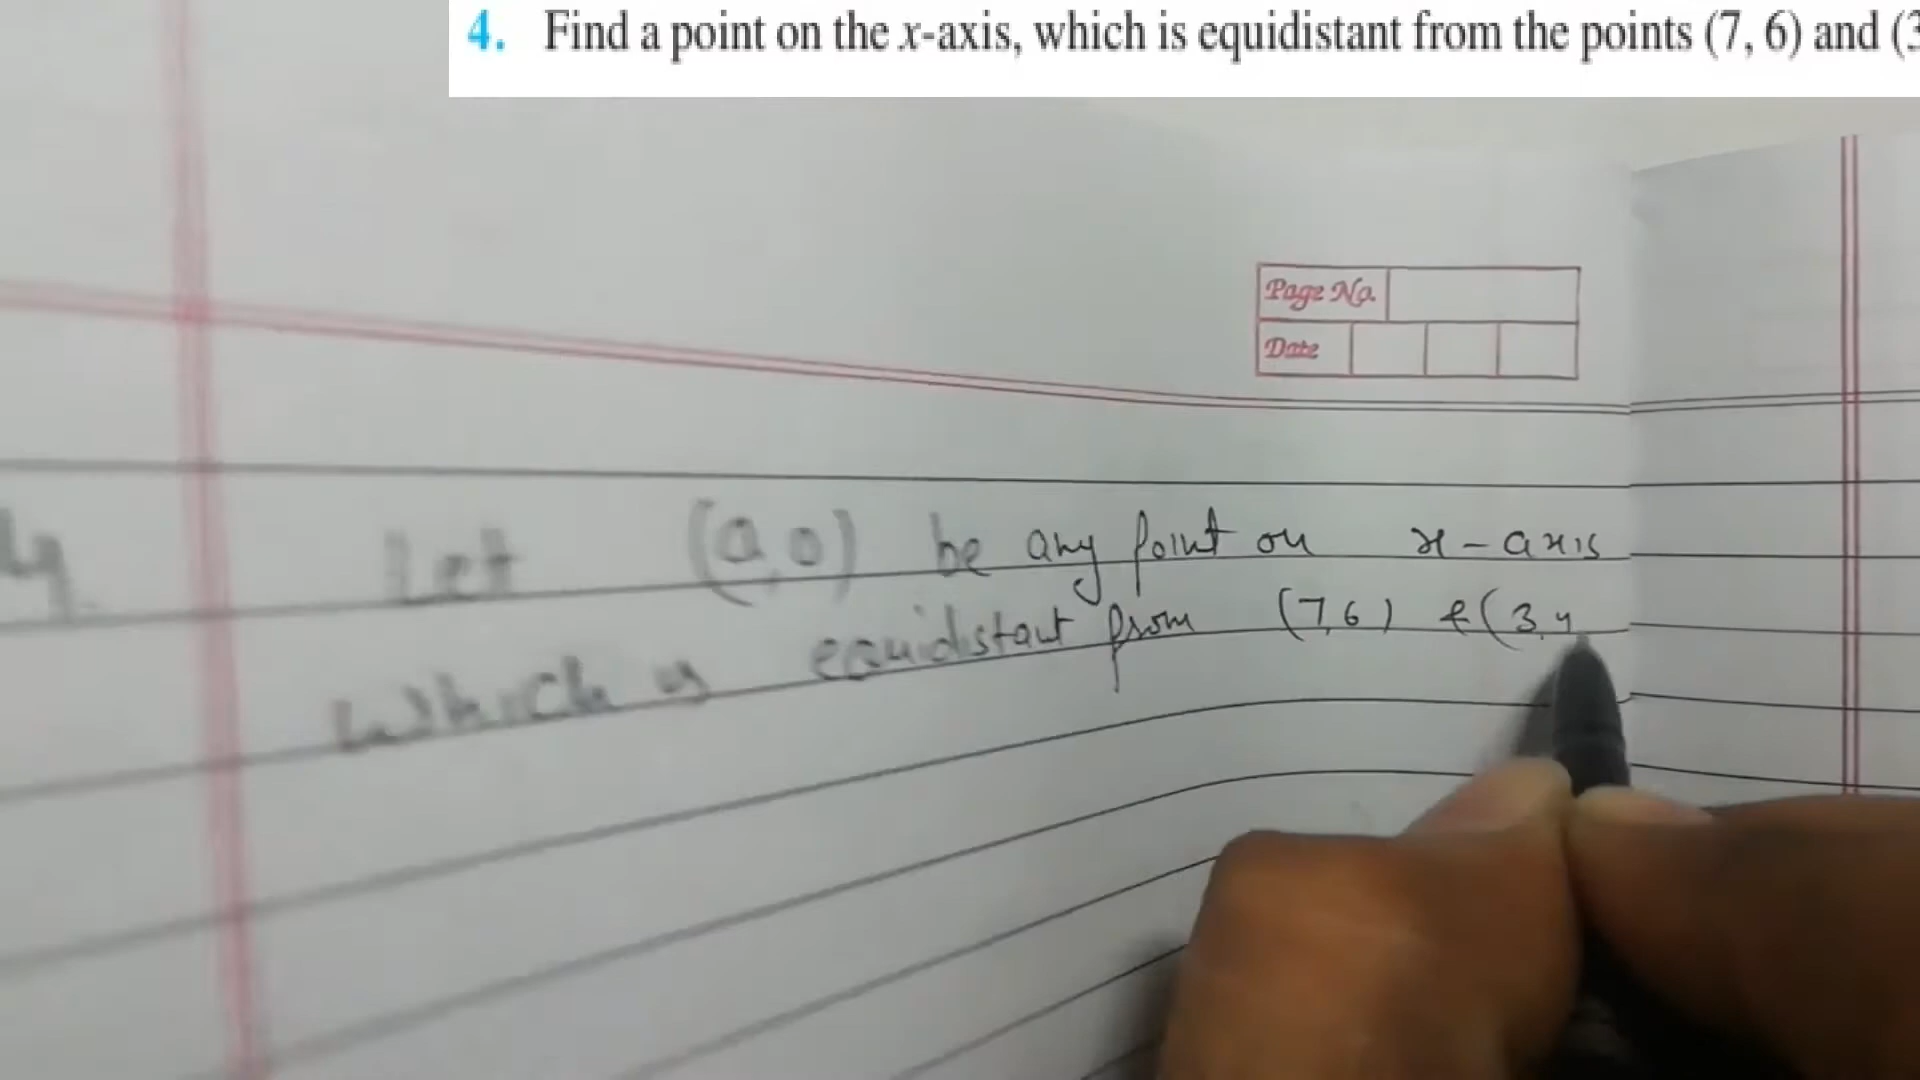 4. Find a point on the x-axis, which is equidistant from the points (7, 6) and (3
Page No.
Date
Let (a,0) be any point on x-axis
which is equidistant from (7,6) & (3,4